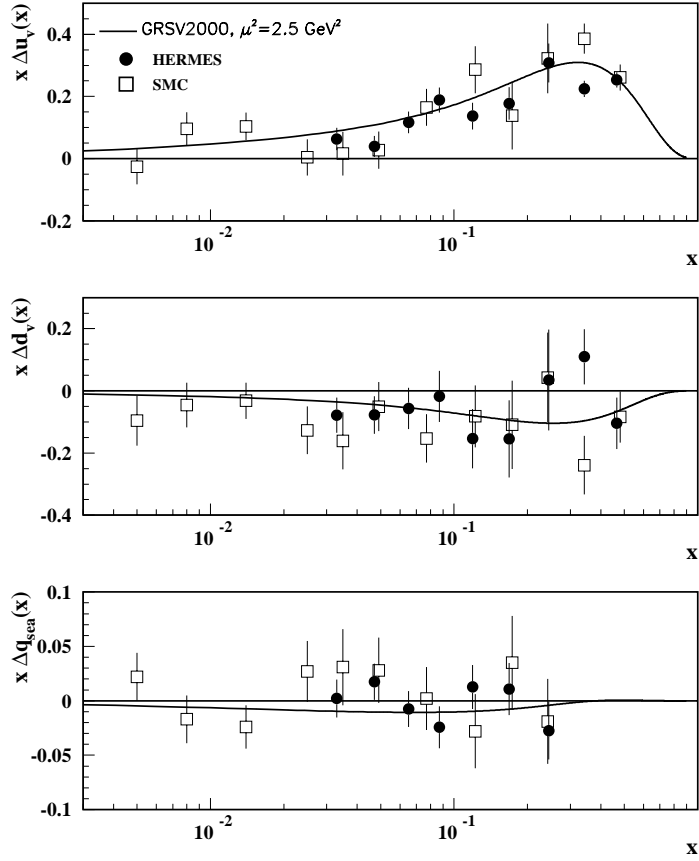 x Δu_v(x)
0.4
0.2
0
-0.2
GRSV2000, μ²=2.5 GeV²
HERMES
SMC
10⁻²
10⁻¹
x
x Δd_v(x)
0.2
0
-0.2
-0.4
10⁻²
10⁻¹
x
x Δq_sea(x)
0.1
0.05
0
-0.05
-0.1
10⁻²
10⁻¹
x